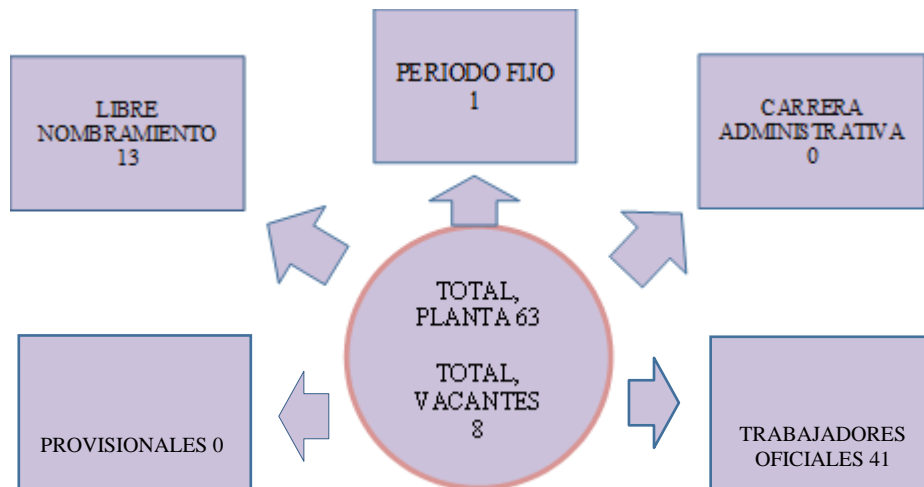 PERIODO FIJO
1
LIBRE
NOMBRAMIENTO
13
CARRERA
ADMINISTRATIVA
0
TOTAL,
PLANTA 63
TOTAL,
VACANTES
8
PROVISIONALES 0
TRABAJADORES
OFICIALES 41